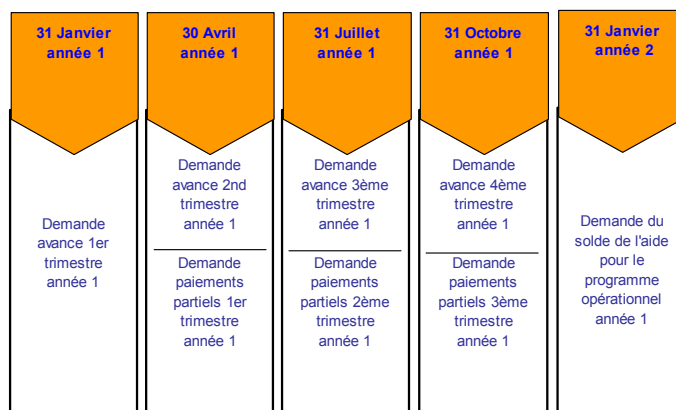 31 Janvier
année 1
Demande
avance 1er
trimestre
année 1
30 Avril
année 1
Demande
avance 2nd
trimestre
année 1
Demande
paiements
partiels 1er
trimestre
année 1
31 Juillet
année 1
Demande
avance 3ème
trimestre
année 1
Demande
paiements
partiels 2ème
trimestre
année 1
31 Octobre
année 1
Demande
avance 4ème
trimestre
année 1
Demande
paiements
partiels 3ème
trimestre
année 1
31 Janvier
année 2
Demande du
solde de l'aide
pour le
programme
opérationnel
année 1